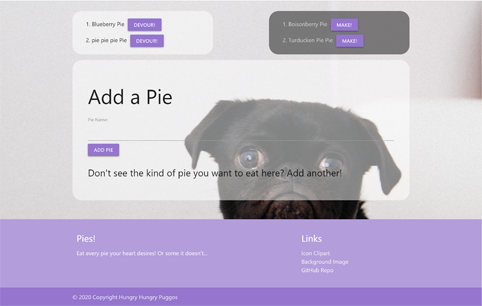 1. Blueberry Pie DEVOUR!
2. pie pie pie Pie DEVOUR!
1. Boisonberry Pie MAKE!
2. Turducken Pie Pie MAKE!
Add a Pie
Pie Name:
ADD PIE
Don't see the kind of pie you want to eat here? Add another!
Pies!
Eat every pie your heart desires! Or some it doesn't...
Links
Icon Clipart
Background Image
GitHub Repo
© 2020 Copyright Hungry Hungry Puggos